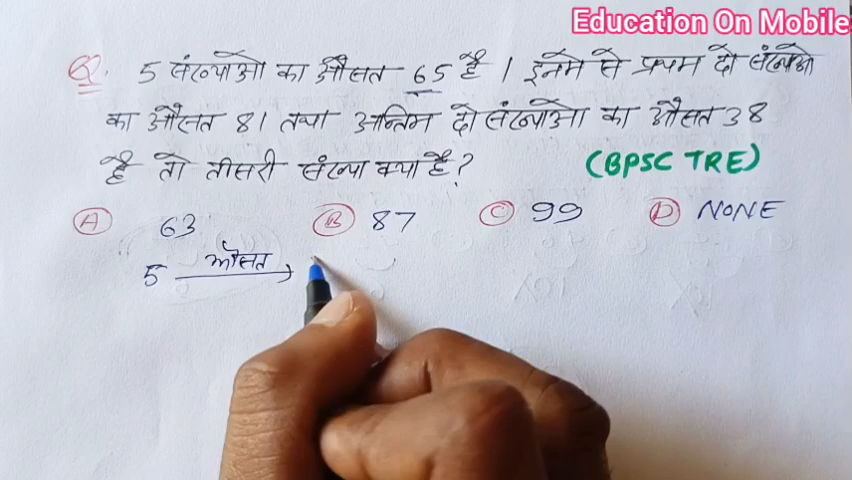 Education On Mobile
Q. 5 संख्याओ का औसत 65 है । इनमे से प्रथम दो संख्याओ
का औसत 81 तथा अन्तिम दो संख्याओ का औसत 38
है तो तीसरी संख्या क्या है?
(BPSC TRE)
A 63 B 87 C 99 D NONE
5 औसत